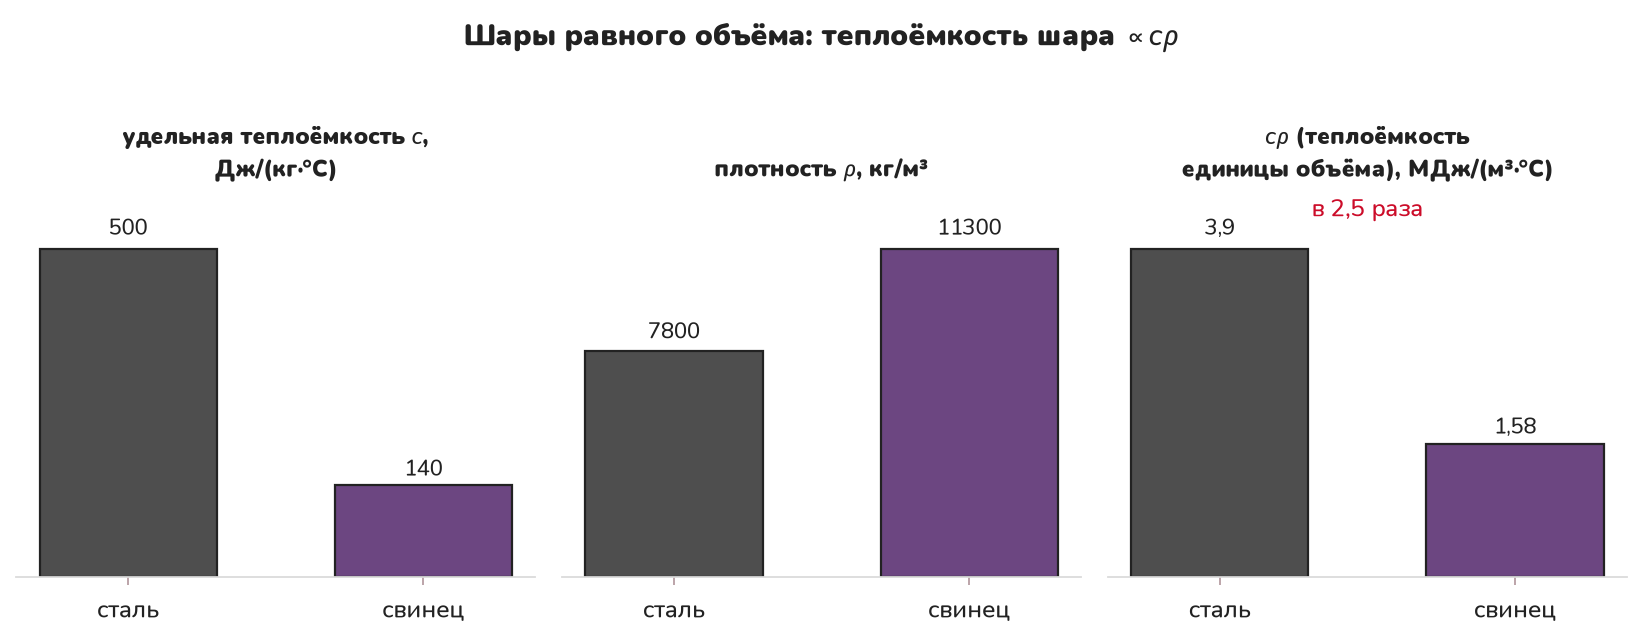 Шары равного объёма: теплоёмкость шара ∝ cρ
удельная теплоёмкость c,
Дж/(кг·°C)
500
140
сталь
свинец
плотность ρ, кг/м³
7800
11300
сталь
свинец
cρ (теплоёмкость
единицы объёма), МДж/(м³·°C)
в 2,5 раза
3,9
1,58
сталь
свинец